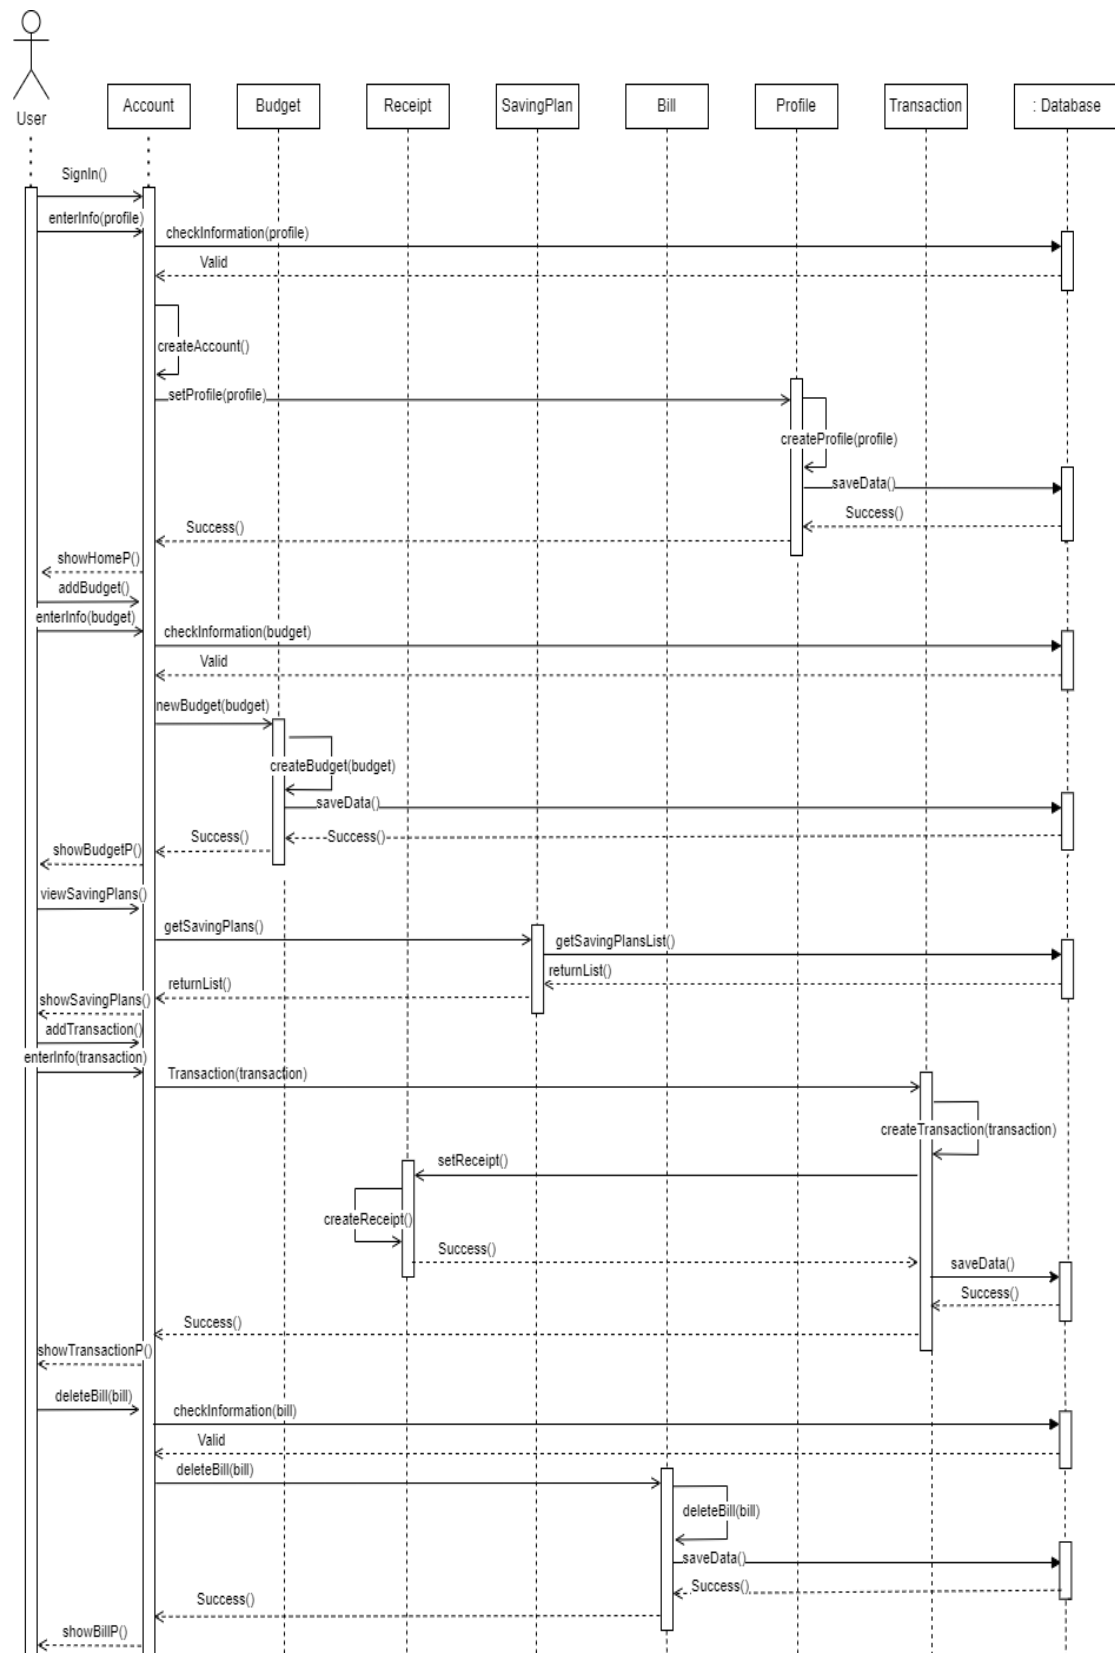 User
Account
Budget
Receipt
SavingPlan
Bill
Profile
Transaction
: Database
SignIn()
enterInfo(profile)
checkInformation(profile)
Valid
createAccount()
setProfile(profile)
createProfile(profile)
saveData()
Success()
Success()
showHomeP()
addBudget()
enterInfo(budget)
checkInformation(budget)
Valid
newBudget(budget)
createBudget(budget)
saveData()
Success()
Success()
showBudgetP()
viewSavingPlans()
getSavingPlans()
getSavingPlansList()
returnList()
returnList()
showSavingPlans()
addTransaction()
enterInfo(transaction)
Transaction(transaction)
createTransaction(transaction)
setReceipt()
createReceipt()
Success()
saveData()
Success()
Success()
showTransactionP()
deleteBill(bill)
checkInformation(bill)
Valid
deleteBill(bill)
deleteBill(bill)
saveData()
Success()
Success()
showBillP()